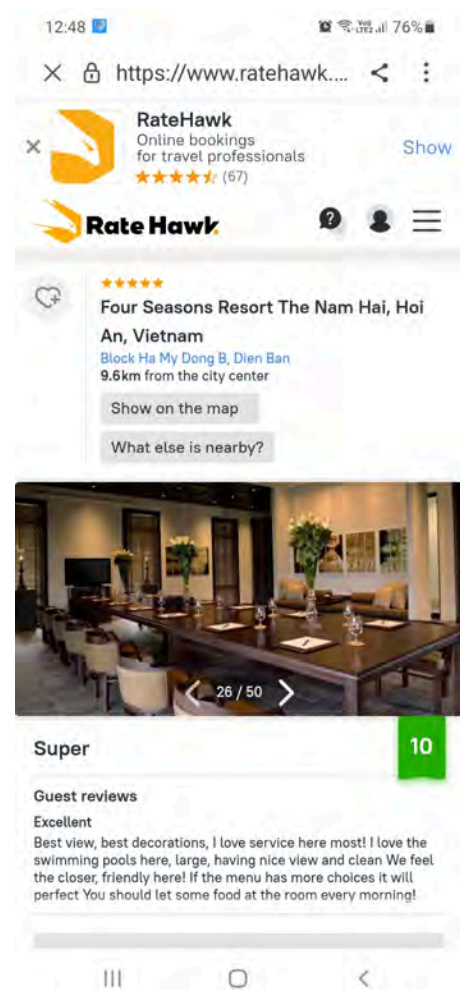 12:48
Vo))
LTE2 76%
https://www.ratehawk....
RateHawk
Online bookings
for travel professionals
(67)
Show
Rate Hawk.
?
Four Seasons Resort The Nam Hai, Hoi
An, Vietnam
Block Ha My Dong B, Dien Ban
9.6km from the city center
Show on the map
What else is nearby?
26 / 50
Super
10
Guest reviews
Excellent
Best view, best decorations, I love service here most! I love the
swimming pools here, large, having nice view and clean We feel
the closer, friendly here! If the menu has more choices it will
perfect You should let some food at the room every morning!